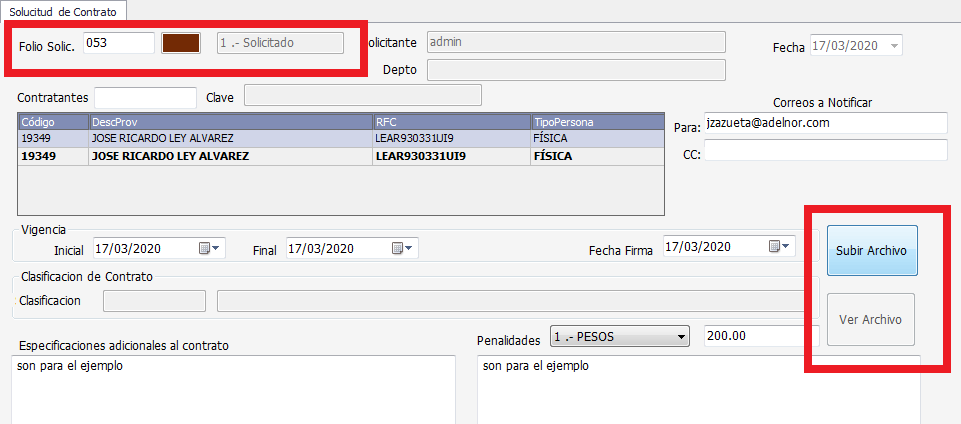 Solucitud de Contrato
Folio Solic. 053 1 .- Solicitado olicitante admin Fecha 17/03/2020
Depto
Contratantes Clave
Correos a Notificar
Código DescProv RFC TipoPersona
19349 JOSE RICARDO LEY ALVAREZ LEAR930331UI9 FÍSICA
19349 JOSE RICARDO LEY ALVAREZ LEAR930331UI9 FÍSICA
Para: jzazueta@adelnor.com
CC:
Vigencia
Inicial 17/03/2020 Final 17/03/2020 Fecha Firma 17/03/2020
Subir Archivo
Clasificacion de Contrato
Clasificacion
Ver Archivo
Especificaciones adicionales al contrato
Penalidades 1 .- PESOS 200.00
son para el ejemplo
son para el ejemplo